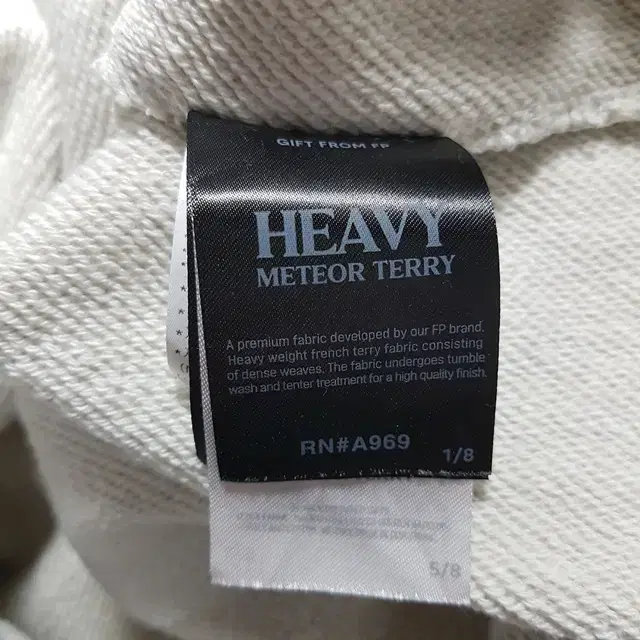 GIFT FROM FP
HEAVY
METEOR TERRY
A premium fabric developed by our FP brand.
Heavy weight french terry fabric consisting
of dense weaves. The fabric undergoes tumble
wash and tenter treatment for a high quality finish.
RN#A969
1/8
5/8